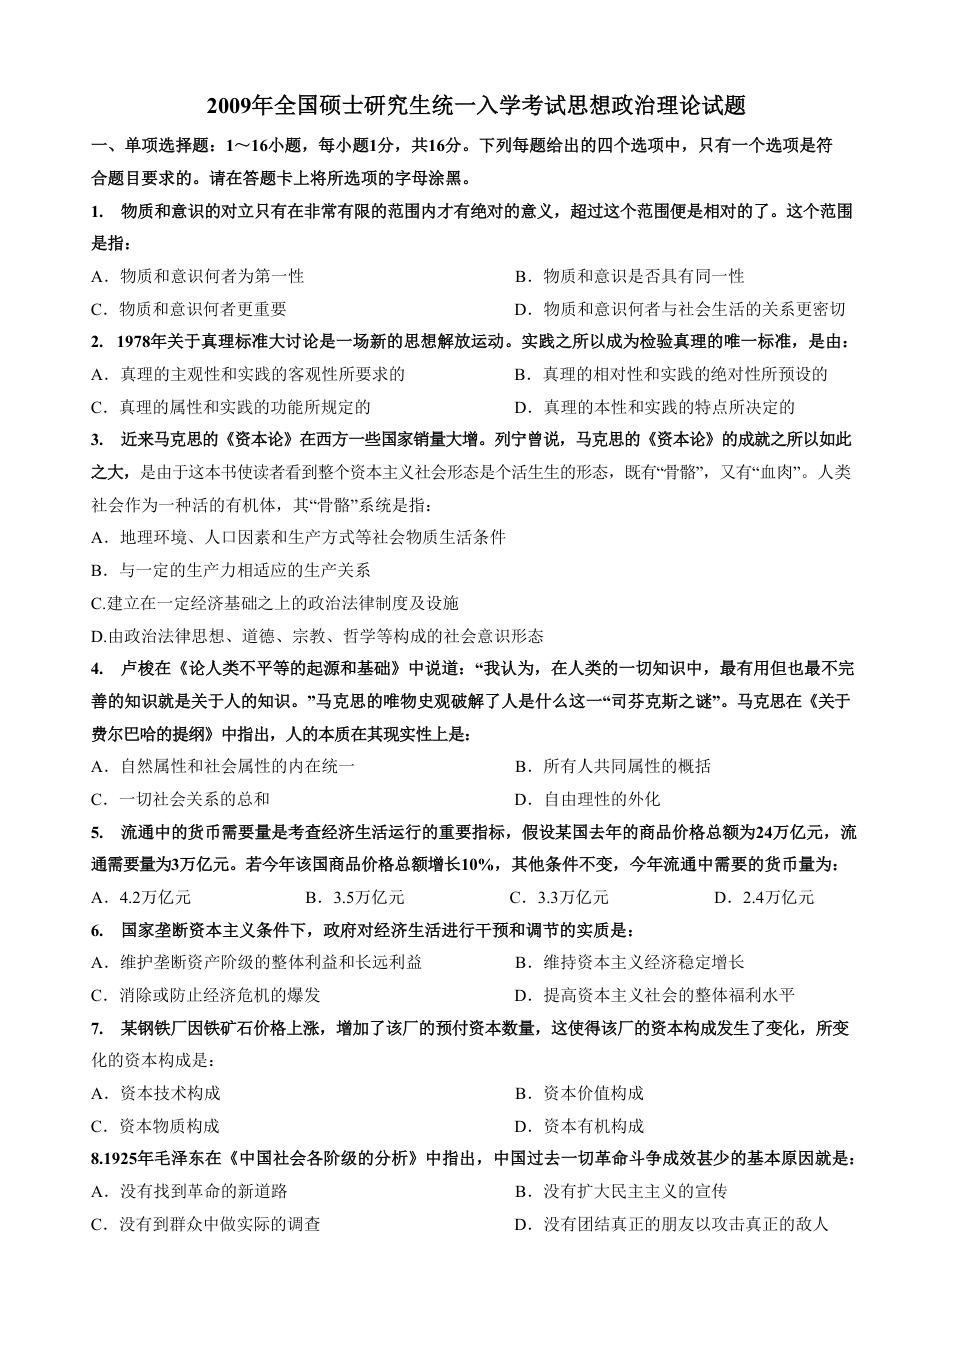 2009年全国硕士研究生统一入学考试思想政治理论试题
一、单项选择题：1～16小题，每小题1分，共16分。下列每题给出的四个选项中，只有一个选项是符
合题目要求的。请在答题卡上将所选项的字母涂黑。
1. 物质和意识的对立只有在非常有限的范围内才有绝对的意义，超过这个范围便是相对的了。这个范围
是指：
A．物质和意识何者为第一性 B．物质和意识是否具有同一性
C．物质和意识何者更重要 D．物质和意识何者与社会生活的关系更密切
2. 1978年关于真理标准大讨论是一场新的思想解放运动。实践之所以成为检验真理的唯一标准，是由：
A．真理的主观性和实践的客观性所要求的 B．真理的相对性和实践的绝对性所预设的
C．真理的属性和实践的功能所规定的 D．真理的本性和实践的特点所决定的
3. 近来马克思的《资本论》在西方一些国家销量大增。列宁曾说，马克思的《资本论》的成就之所以如此
之大，是由于这本书使读者看到整个资本主义社会形态是个活生生的形态，既有“骨骼”，又有“血肉”。人类
社会作为一种活的有机体，其“骨骼”系统是指：
A．地理环境、人口因素和生产方式等社会物质生活条件
B．与一定的生产力相适应的生产关系
C.建立在一定经济基础之上的政治法律制度及设施
D.由政治法律思想、道德、宗教、哲学等构成的社会意识形态
4. 卢梭在《论人类不平等的起源和基础》中说道：“我认为，在人类的一切知识中，最有用但也最不完
善的知识就是关于人的知识。”马克思的唯物史观破解了人是什么这一“司芬克斯之谜”。马克思在《关于
费尔巴哈的提纲》中指出，人的本质在其现实性上是：
A．自然属性和社会属性的内在统一 B．所有人共同属性的概括
C．一切社会关系的总和 D．自由理性的外化
5. 流通中的货币需要量是考查经济生活运行的重要指标，假设某国去年的商品价格总额为24万亿元，流
通需要量为3万亿元。若今年该国商品价格总额增长10%，其他条件不变，今年流通中需要的货币量为：
A．4.2万亿元 B．3.5万亿元 C．3.3万亿元 D．2.4万亿元
6. 国家垄断资本主义条件下，政府对经济生活进行干预和调节的实质是：
A．维护垄断资产阶级的整体利益和长远利益 B．维持资本主义经济稳定增长
C．消除或防止经济危机的爆发 D．提高资本主义社会的整体福利水平
7. 某钢铁厂因铁矿石价格上涨，增加了该厂的预付资本数量，这使得该厂的资本构成发生了变化，所变
化的资本构成是：
A．资本技术构成 B．资本价值构成
C．资本物质构成 D．资本有机构成
8.1925年毛泽东在《中国社会各阶级的分析》中指出，中国过去一切革命斗争成效甚少的基本原因就是：
A．没有找到革命的新道路 B．没有扩大民主主义的宣传
C．没有到群众中做实际的调查 D．没有团结真正的朋友以攻击真正的敌人